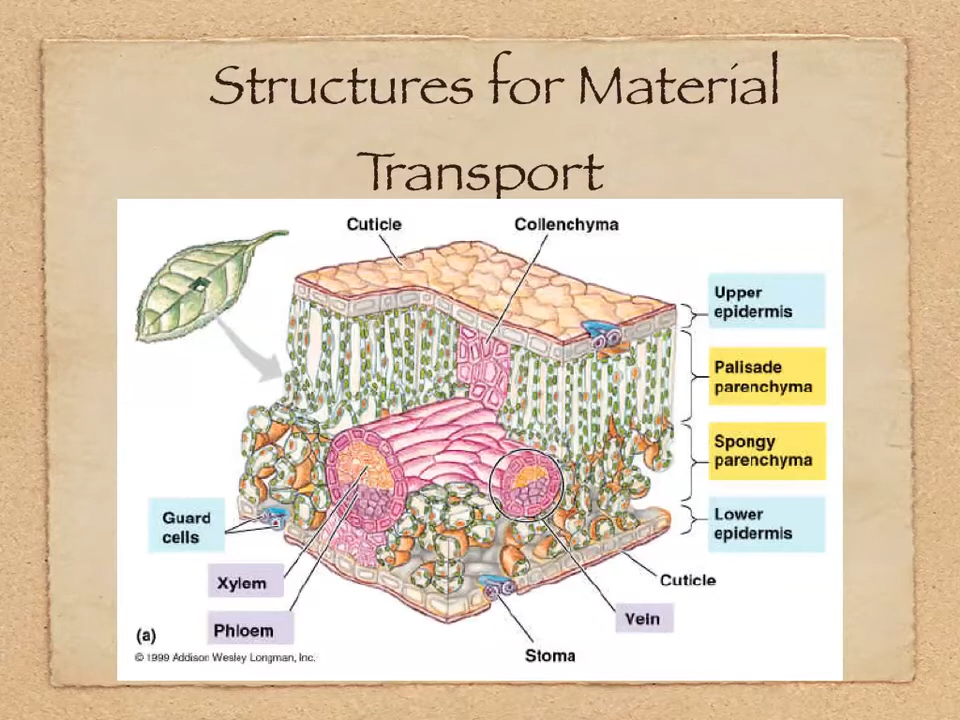 Structures for Material
Transport
Cuticle
Collenchyma
Upper
epidermis
Palisade
parenchyma
Spongy
parenchyma
Lower
epidermis
Guard
cells
Xylem
Phloem
Cuticle
Vein
Stoma
(a)
© 1999 Addison Wesley Longman, Inc.